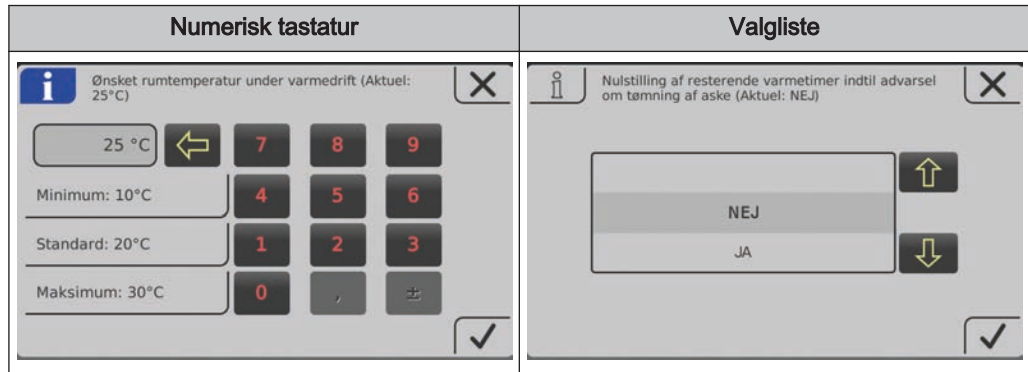 Numerisk tastatur
Valgliste
i
Ønsket rumtemperatur under varmedrift (Aktuel:
25°C)
25 °C
7 8 9
Minimum: 10°C
4 5 6
Standard: 20°C
1 2 3
Maksimum: 30°C
0 , ±
i
Nulstilling af resterende varmetimer indtil advarsel
om tømning af aske (Aktuel: NEJ)
NEJ
JA